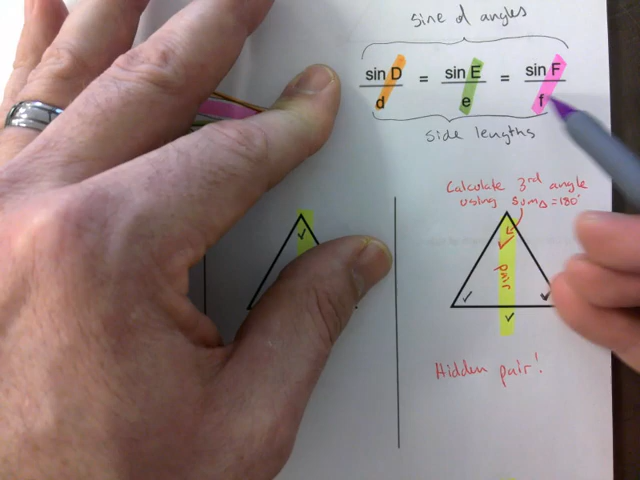 sine of angles
sin D = sin E = sin F
d e f
side lengths
Calculate 3rd angle
using sum△=180°
pair
Hidden pair!